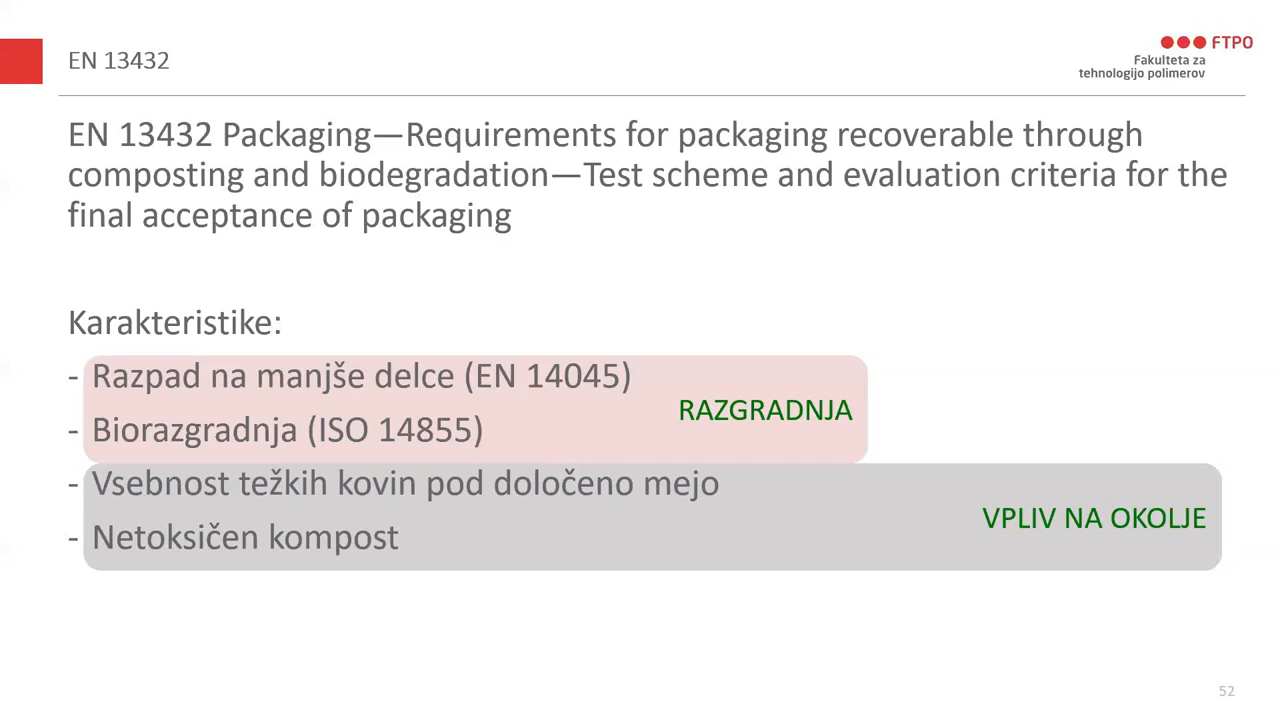 EN 13432
FTPO
Fakulteta za
tehnologijo polimerov
EN 13432 Packaging—Requirements for packaging recoverable through
composting and biodegradation—Test scheme and evaluation criteria for the
final acceptance of packaging
Karakteristike:
- Razpad na manjše delce (EN 14045)
- Biorazgradnja (ISO 14855)
RAZGRADNJA
- Vsebnost težkih kovin pod določeno mejo
- Netoksičen kompost
VPLIV NA OKOLJE
52